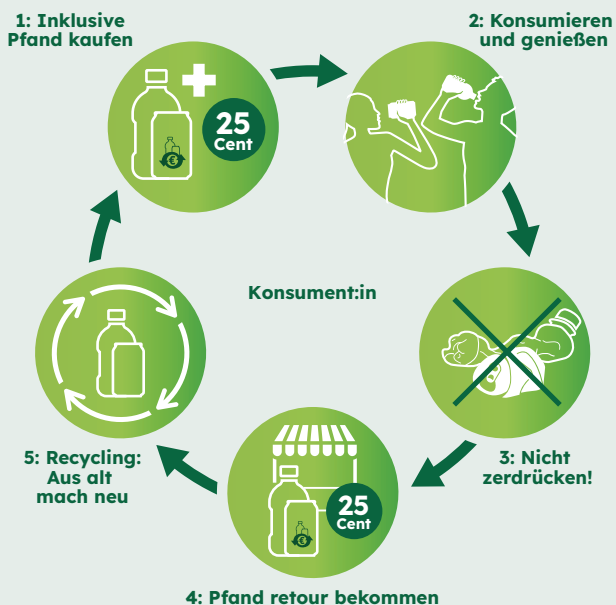 1: Inklusive
Pfand kaufen
2: Konsumieren
und genießen
25
Cent
€
Konsument:in
3: Nicht
zerdrücken!
5: Recycling:
Aus alt
mach neu
25
Cent
€
4: Pfand retour bekommen